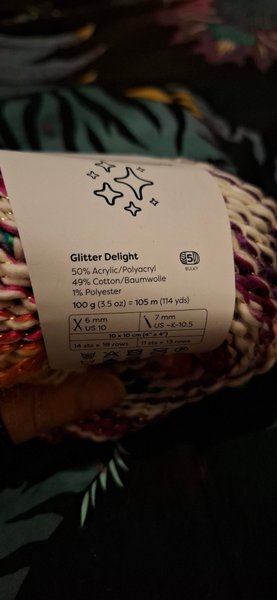 Glitter Delight
50% Acrylic/Polyacryl
49% Cotton/Baumwolle
1% Polyester
100 g (3.5 oz) = 105 m (114 yds)
5
BULKY
6 mm
US 10
7 mm
US ~K-10.5
10 x 10 cm (4" x 4")
14 sts = 18 rows
11 sts = 13 rows